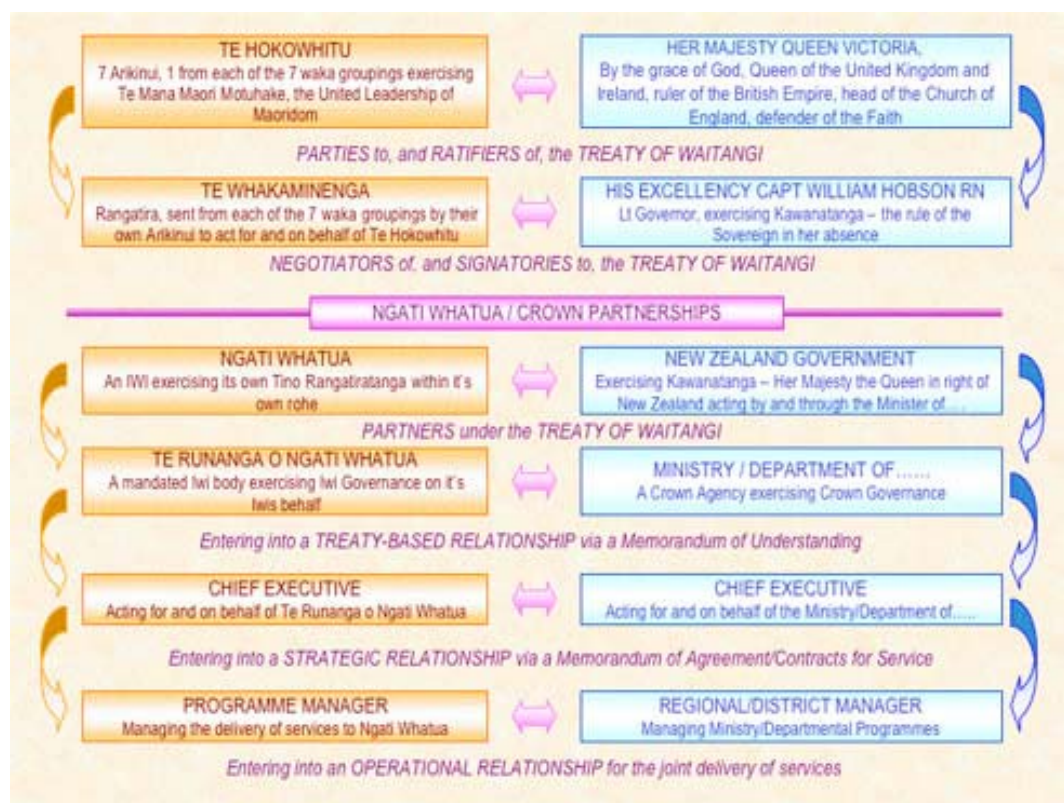 TE HOKOWHITU
7 Arikinui, 1 from each of the 7 waka groupings exercising
Te Mana Maori Motuhake, the United Leadership of
Maoridom
HER MAJESTY QUEEN VICTORIA,
By the grace of God, Queen of the United Kingdom and
Ireland, ruler of the British Empire, head of the Church of
England, defender of the Faith
PARTIES to, and RATIFIERS of, the TREATY OF WAITANGI
TE WHAKAMINENGA
Rangatira, sent from each of the 7 waka groupings by their
own Arikinui to act for and on behalf of Te Hokowhitu
HIS EXCELLENCY CAPT WILLIAM HOBSON RN
Lt Governor, exercising Kawanatanga – the rule of the
Sovereign in her absence
NEGOTIATORS of, and SIGNATORIES to, the TREATY OF WAITANGI
NGATI WHATUA / CROWN PARTNERSHIPS
NGATI WHATUA
An IWI exercising its own Tino Rangatiratanga within it's
own rohe
NEW ZEALAND GOVERNMENT
Exercising Kawanatanga – Her Majesty the Queen in right of
New Zealand acting by and through the Minister of.....
PARTNERS under the TREATY OF WAITANGI
TE RUNANGA O NGATI WHATUA
A mandated Iwi body exercising Iwi Governance on it's
Iwis behalf
MINISTRY / DEPARTMENT OF......
A Crown Agency exercising Crown Governance
Entering into a TREATY-BASED RELATIONSHIP via a Memorandum of Understanding
CHIEF EXECUTIVE
Acting for and on behalf of Te Runanga o Ngati Whatua
CHIEF EXECUTIVE
Acting for and on behalf of the Ministry/Department of.....
Entering into a STRATEGIC RELATIONSHIP via a Memorandum of Agreement/Contracts for Service
PROGRAMME MANAGER
Managing the delivery of services to Ngati Whatua
REGIONAL/DISTRICT MANAGER
Managing Ministry/Departmental Programmes
Entering into an OPERATIONAL RELATIONSHIP for the joint delivery of services